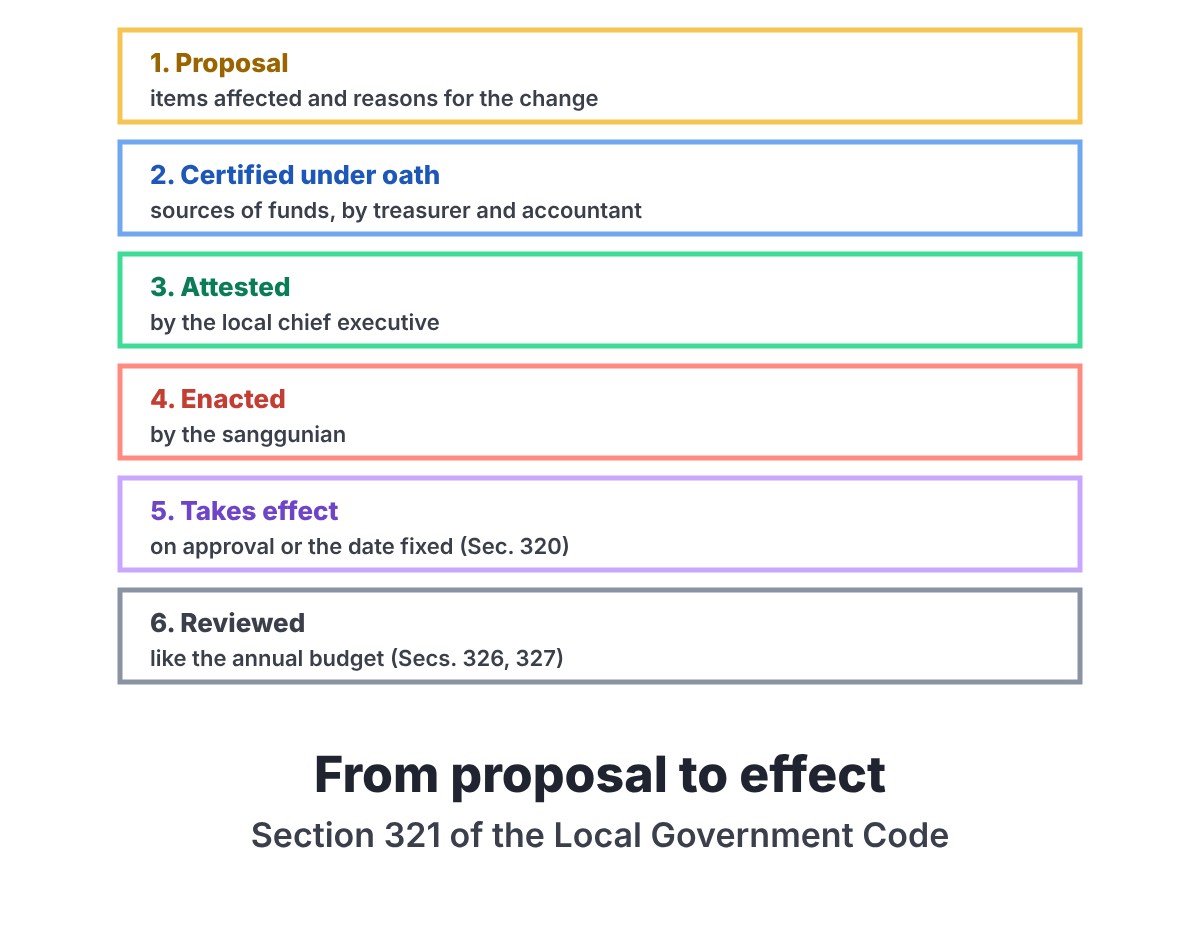 1. Proposal
items affected and reasons for the change
2. Certified under oath
sources of funds, by treasurer and accountant
3. Attested
by the local chief executive
4. Enacted
by the sanggunian
5. Takes effect
on approval or the date fixed (Sec. 320)
6. Reviewed
like the annual budget (Secs. 326, 327)
From proposal to effect
Section 321 of the Local Government Code